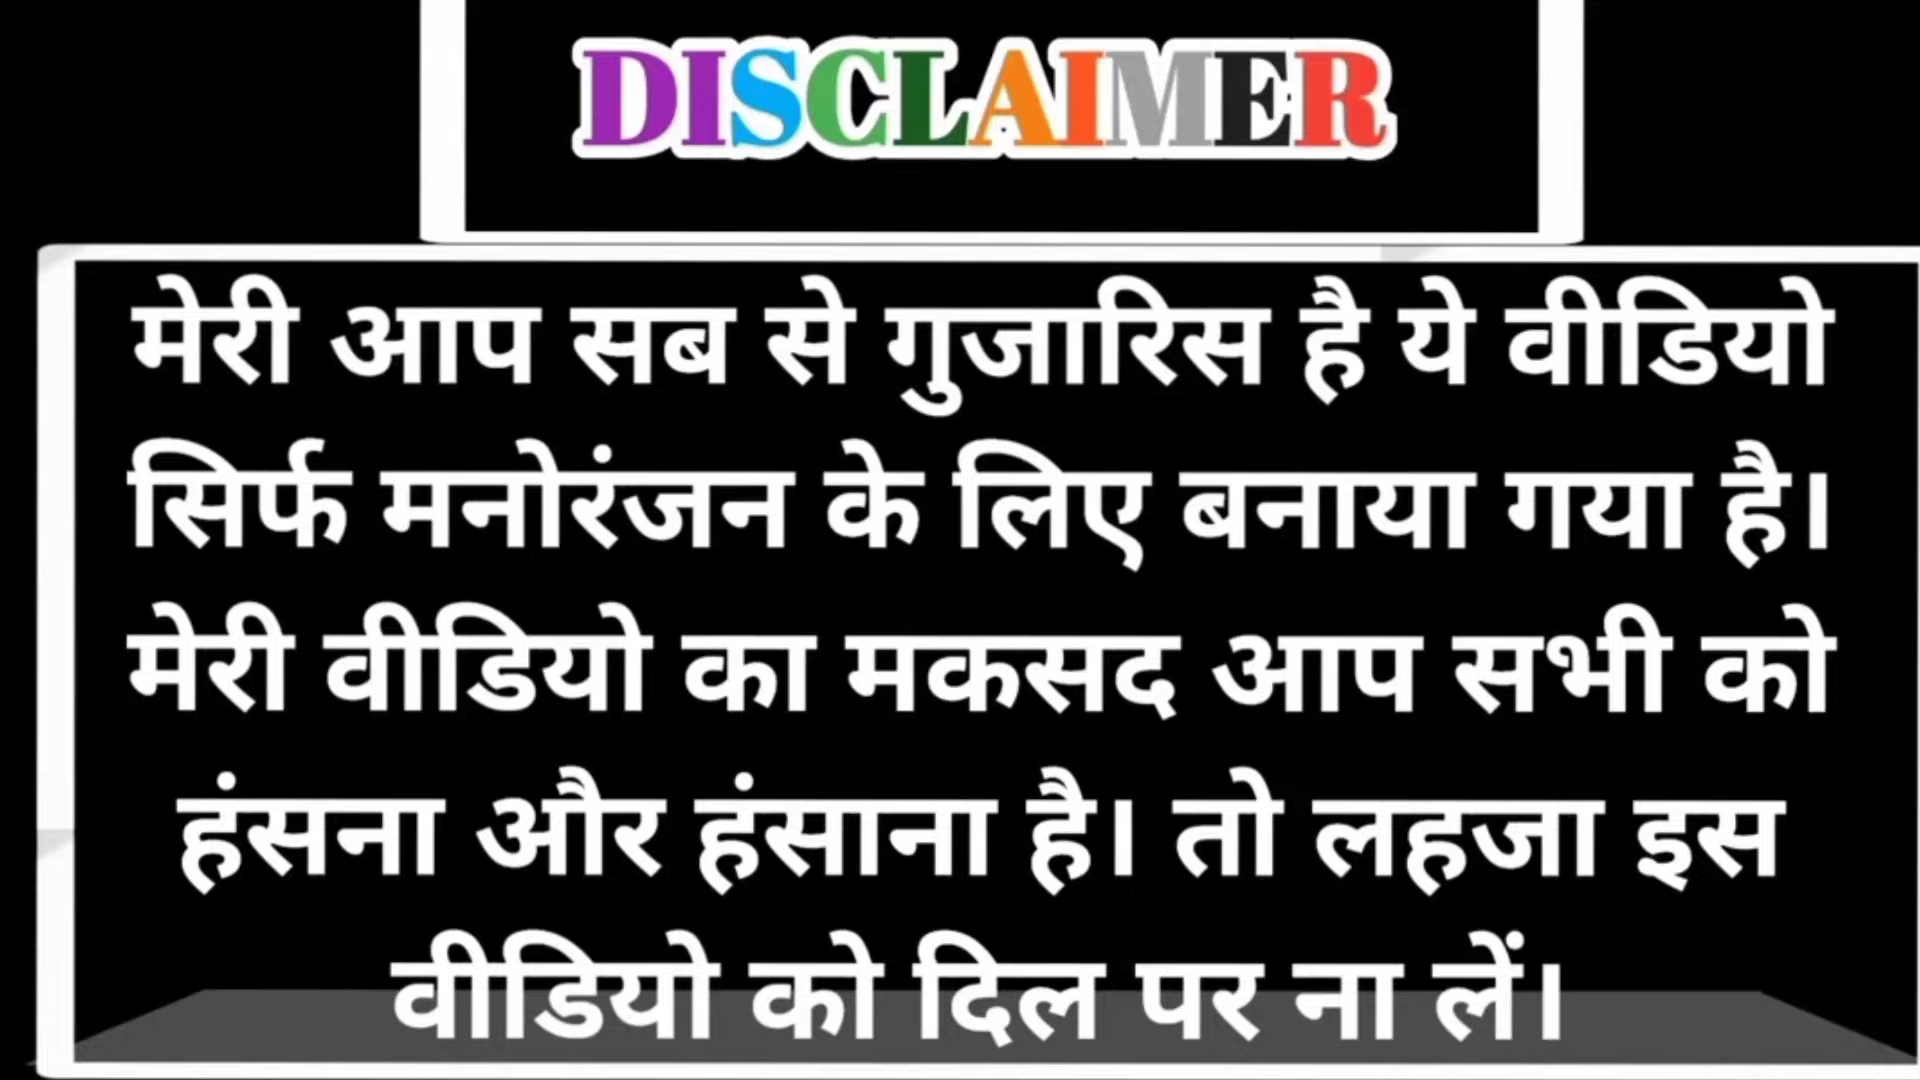 DISCLAIMER
मेरी आप सब से गुजारिस है ये वीडियो
सिर्फ मनोरंजन के लिए बनाया गया है।
मेरी वीडियो का मकसद आप सभी को
हंसना और हंसाना है। तो लहजा इस
वीडियो को दिल पर ना लें।